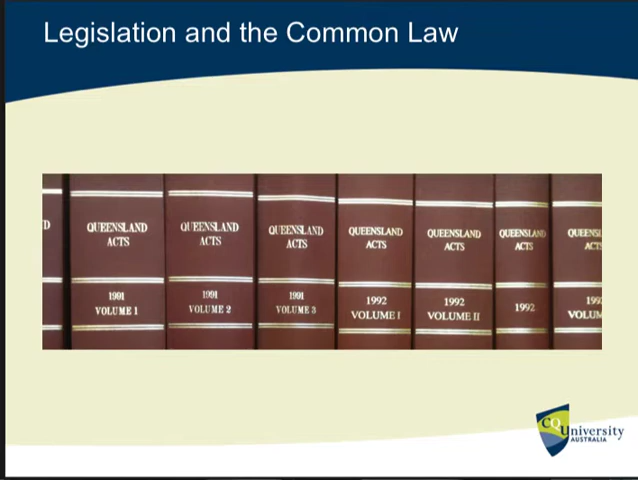 Legislation and the Common Law
QUEENSLAND
ACTS
1991
VOLUME 1
QUEENSLAND
ACTS
1991
VOLUME 2
QUEENSLAND
ACTS
1991
VOLUME 3
QUEENSLAND
ACTS
1992
VOLUME I
QUEENSLAND
ACTS
1992
VOLUME II
QUEENSLAND
ACTS
1992
CQUniversity
AUSTRALIA